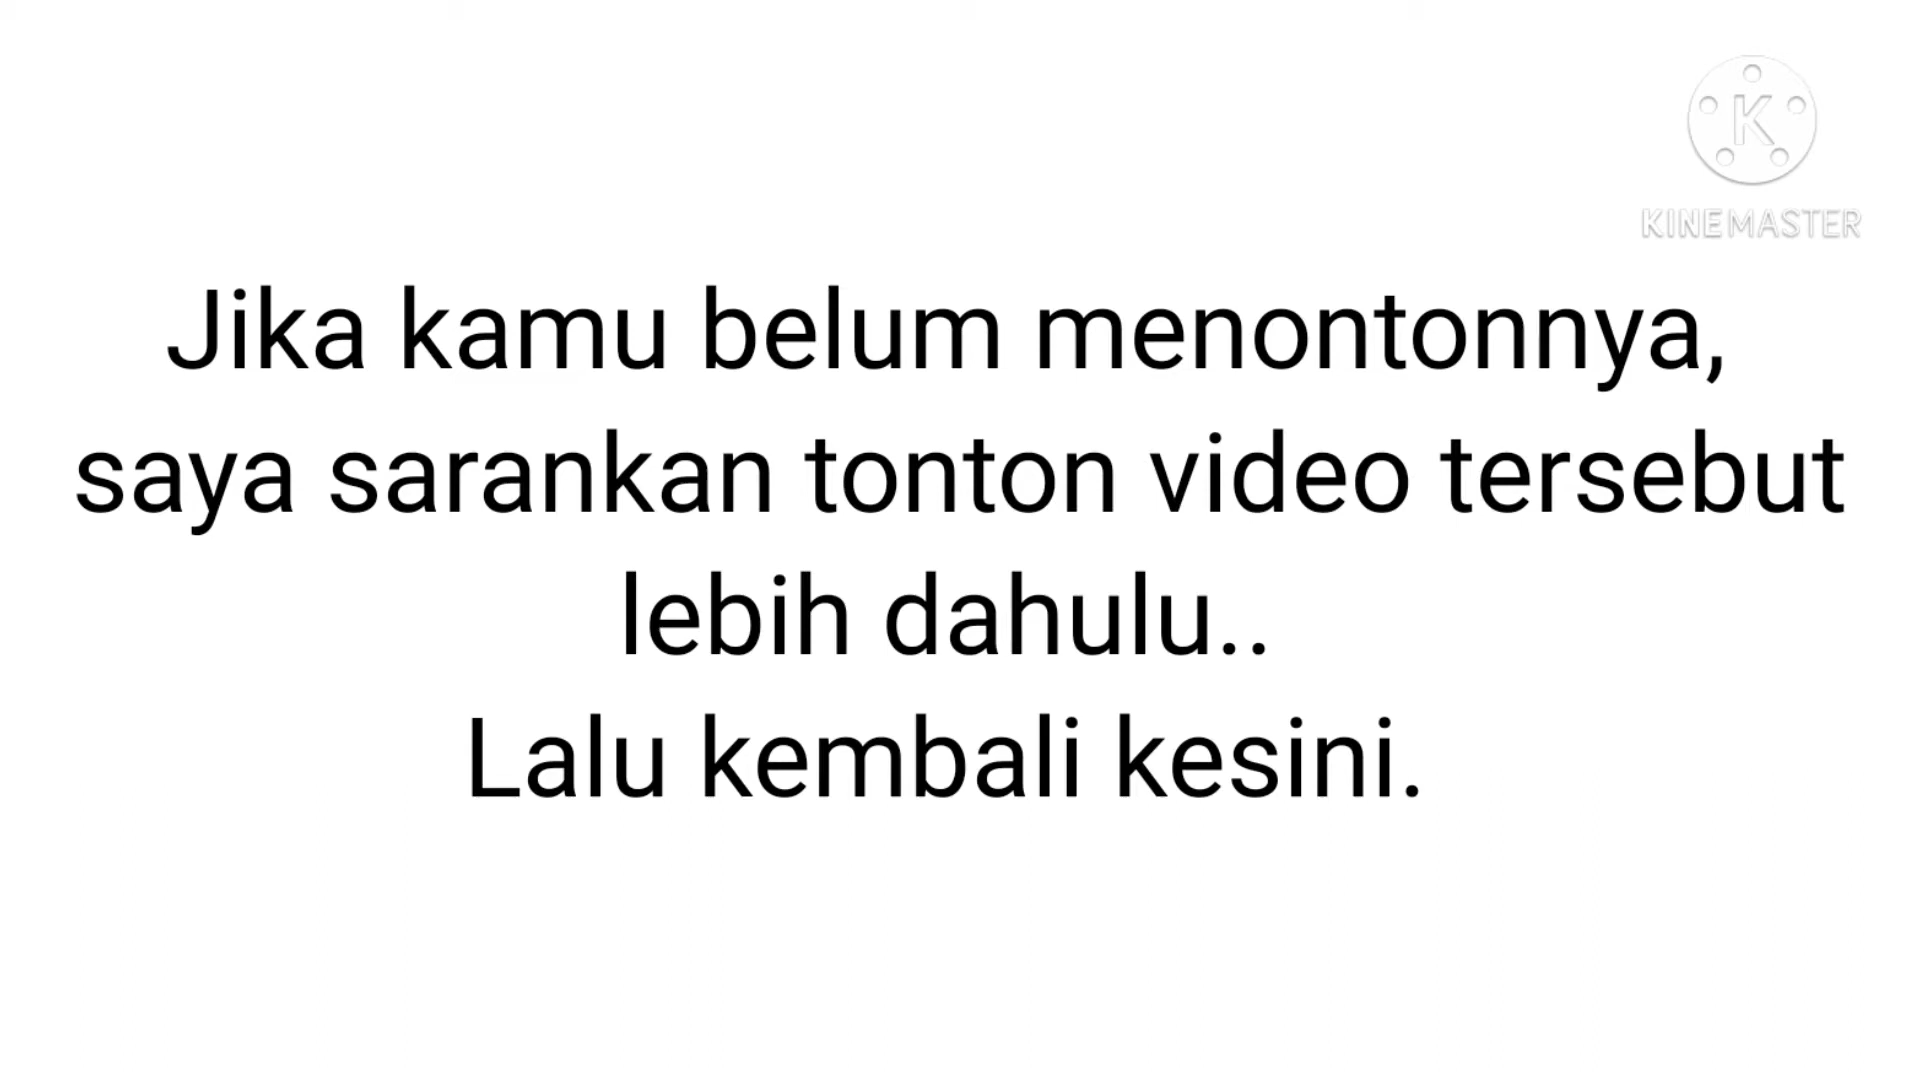 K
KINEMASTER
Jika kamu belum menontonnya,
saya sarankan tonton video tersebut
lebih dahulu..
Lalu kembali kesini.